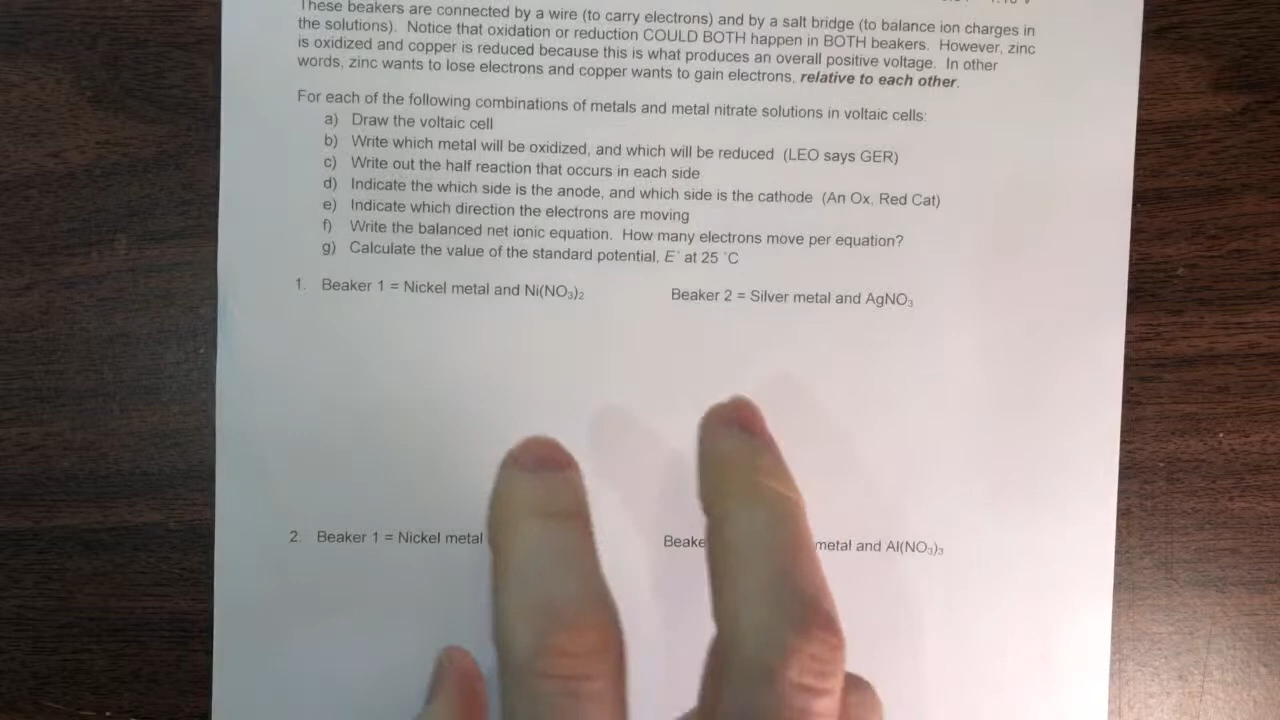 These beakers are connected by a wire (to carry electrons) and by a salt bridge (to balance ion charges in
the solutions). Notice that oxidation or reduction COULD BOTH happen in BOTH beakers. However, zinc
is oxidized and copper is reduced because this is what produces an overall positive voltage. In other
words, zinc wants to lose electrons and copper wants to gain electrons, relative to each other.
For each of the following combinations of metals and metal nitrate solutions in voltaic cells:
a) Draw the voltaic cell
b) Write which metal will be oxidized, and which will be reduced (LEO says GER)
c) Write out the half reaction that occurs in each side
d) Indicate the which side is the anode, and which side is the cathode (An Ox, Red Cat)
e) Indicate which direction the electrons are moving
f) Write the balanced net ionic equation. How many electrons move per equation?
g) Calculate the value of the standard potential, E° at 25 °C
1. Beaker 1 = Nickel metal and Ni(NO₃)₂ Beaker 2 = Silver metal and AgNO₃
2. Beaker 1 = Nickel metal metal and Al(NO₃)₃